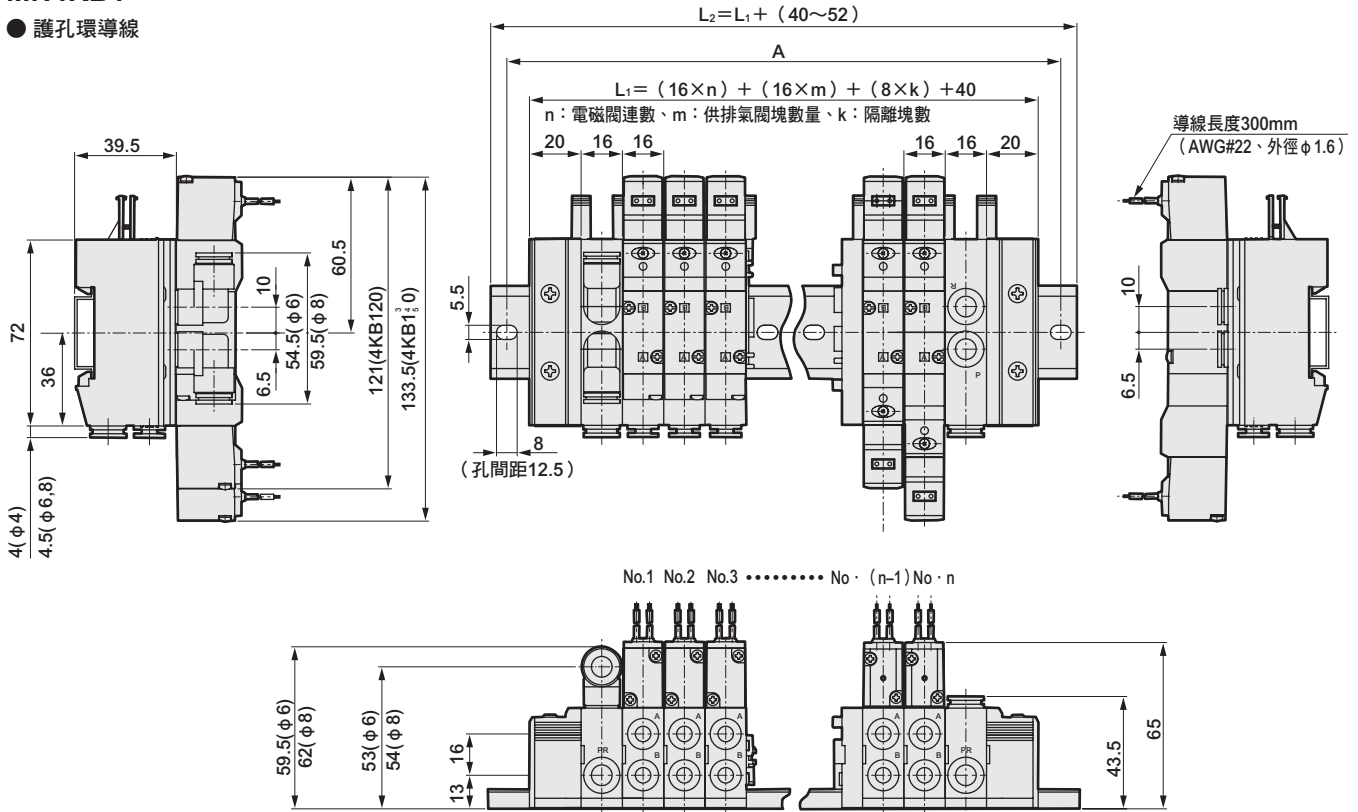 ● 護孔環導線
L₂=L₁+（40〜52）
A
L₁=（16×n）+（16×m）+（8×k）+40
n：電磁閥連數、m：供排氣閥塊數量、k：隔離塊數
20 16 16
16 16 20
導線長度300mm
（AWG#22、外徑φ1.6）
39.5
72
36
4(φ4)
4.5(φ6,8)
10
6.5
54.5(φ6)
59.5(φ8)
60.5
121(4KB120)
133.5(4KB1³₄₅0)
5.5
8
（孔間距12.5）
B B B B B
A A A A A
R
P
10
6.5
No.1 No.2 No.3 ········· No·（n–1）No·n
59.5(φ6)
62(φ8)
53(φ6)
54(φ8)
16
13
PR
A A A A A
B B B B B
PR
43.5
65